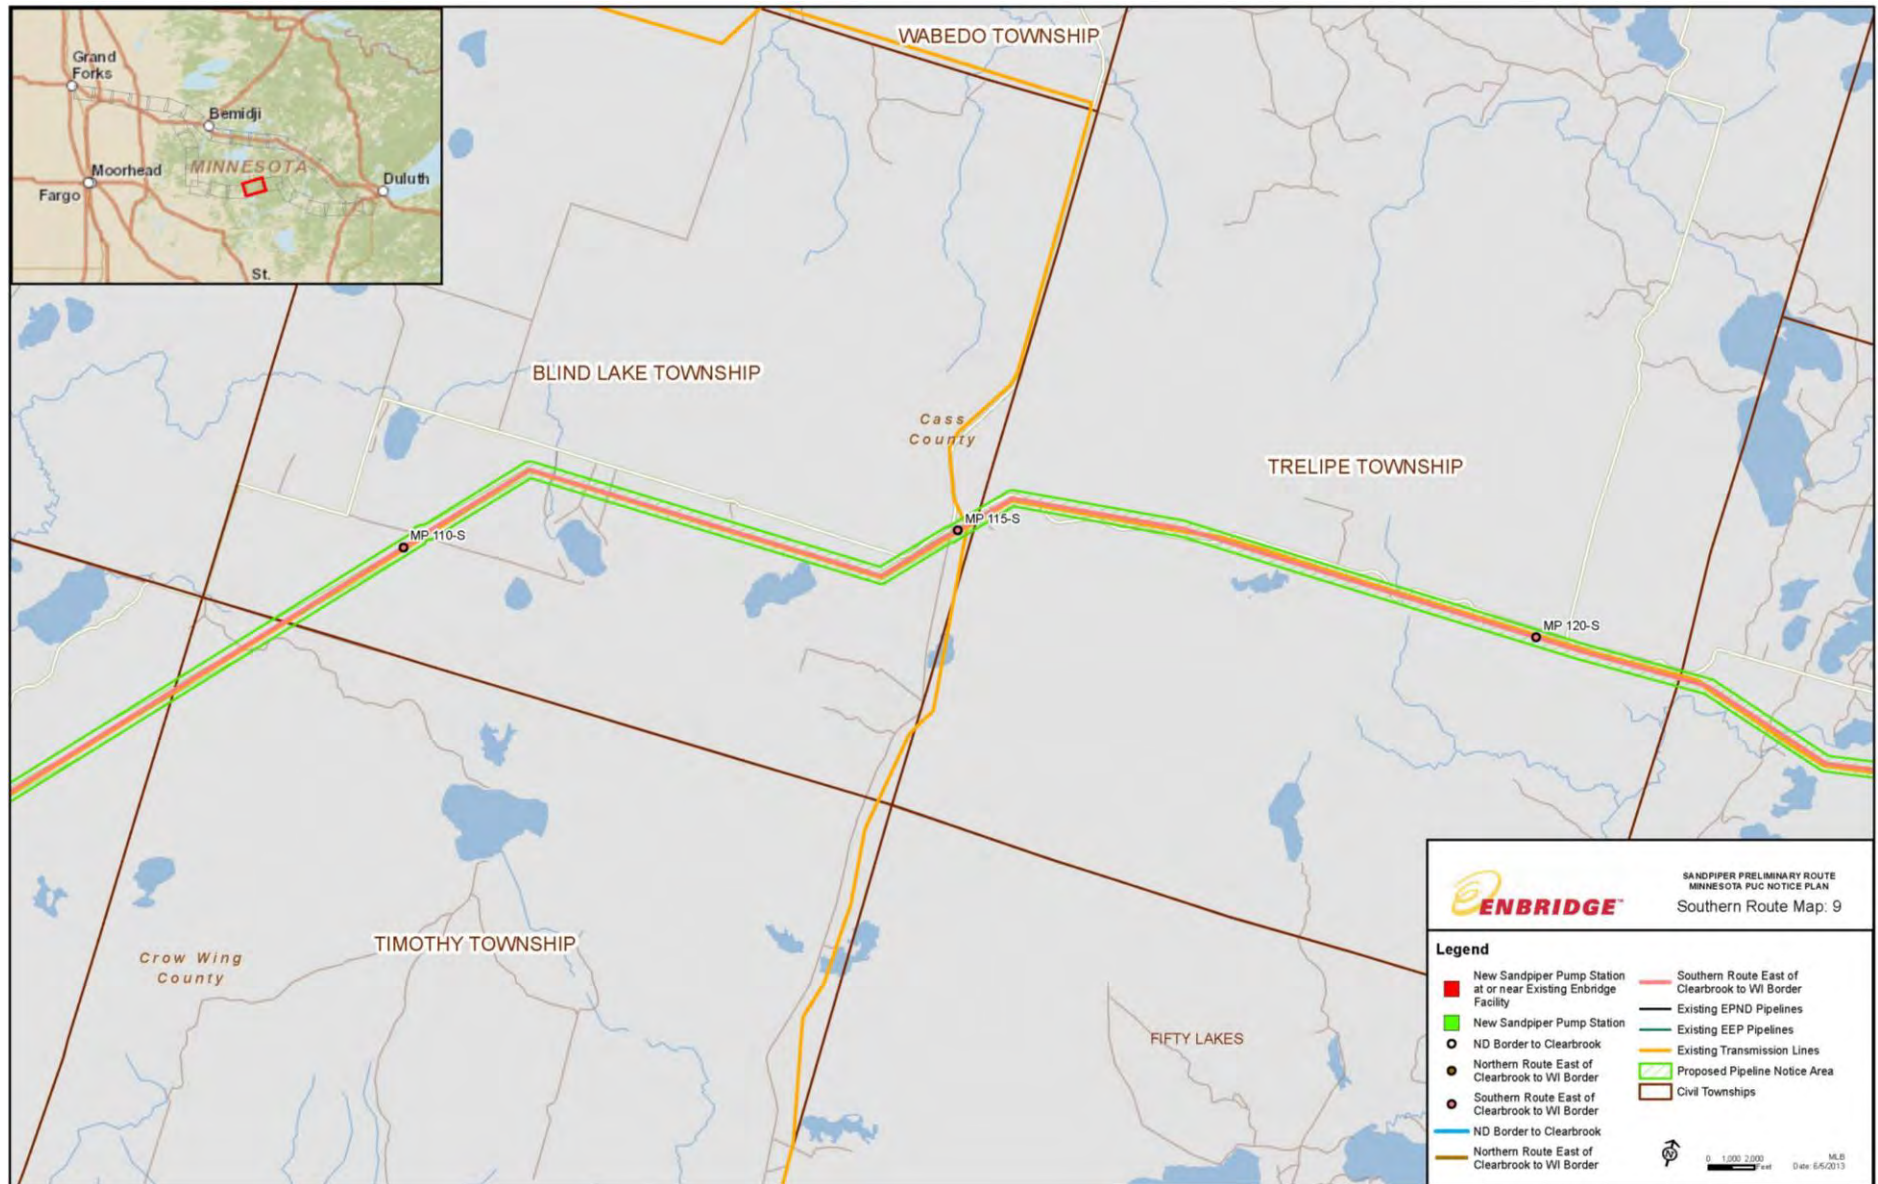 Grand
Forks
Bemidji
MINNESOTA
Moorhead
Fargo
Duluth
St.
WABEDO TOWNSHIP
BLIND LAKE TOWNSHIP
Cass
County
TRELIPE TOWNSHIP
MP 110-S
MP 115-S
MP 120-S
TIMOTHY TOWNSHIP
Crow Wing
County
FIFTY LAKES
ENBRIDGE™
SANDPIPER PRELIMINARY ROUTE
MINNESOTA PUC NOTICE PLAN
Southern Route Map: 9
Legend
New Sandpiper Pump Station
at or near Existing Enbridge
Facility
New Sandpiper Pump Station
ND Border to Clearbrook
Northern Route East of
Clearbrook to WI Border
Southern Route East of
Clearbrook to WI Border
ND Border to Clearbrook
Northern Route East of
Clearbrook to WI Border
Southern Route East of
Clearbrook to WI Border
Existing EPND Pipelines
Existing EEP Pipelines
Existing Transmission Lines
Proposed Pipeline Notice Area
Civil Townships
N
0 1,000 2,000
Feet
MLB
Date: 6/5/2013